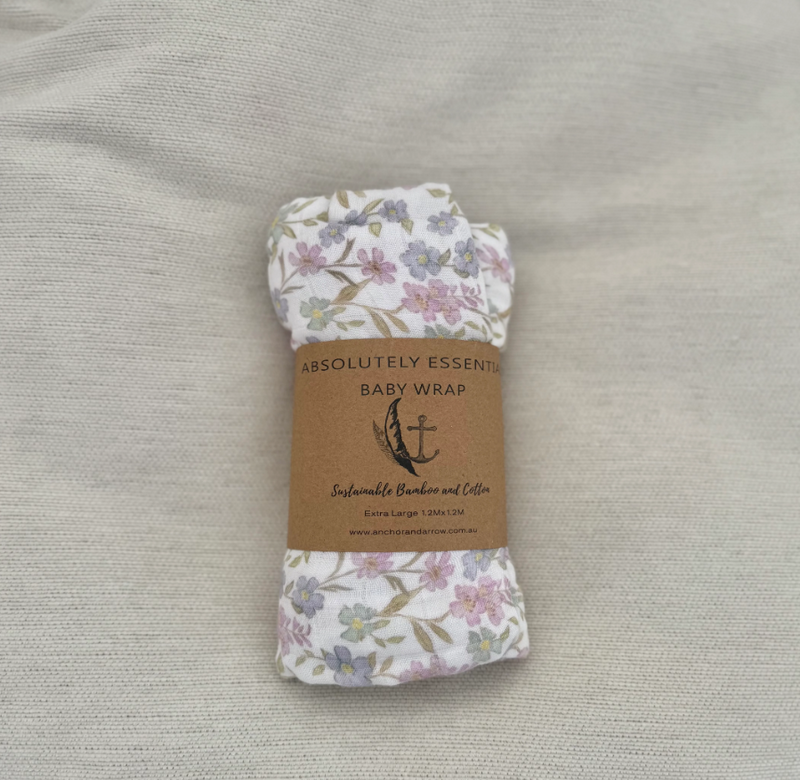 ABSOLUTELY ESSENTIA
BABY WRAP
Sustainable Bamboo and Cotton
Extra Large 1.2Mx1.2M
www.anchorandarrow.com.au